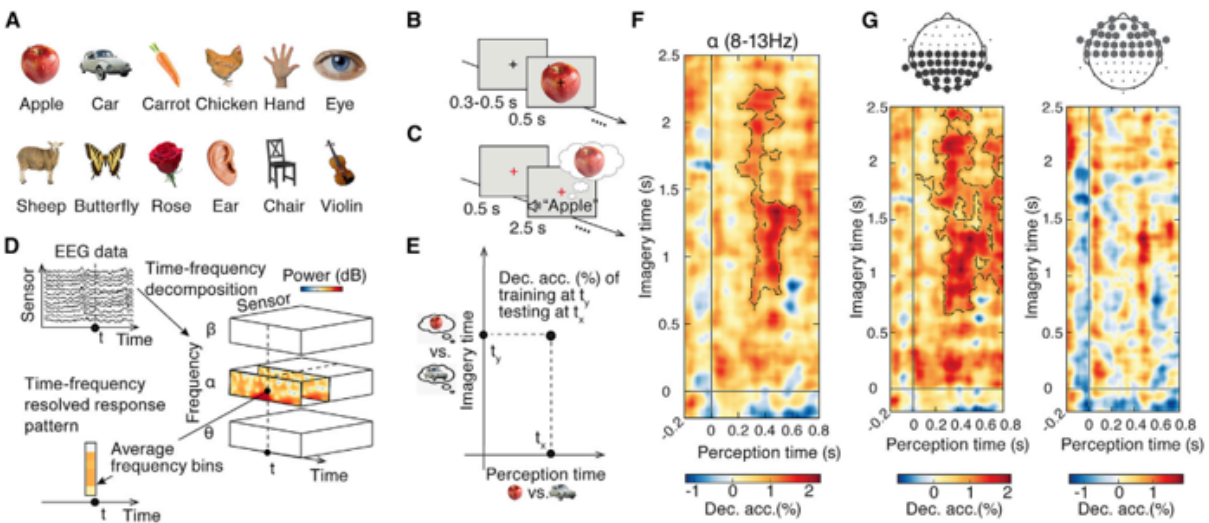 A
Apple Car Carrot Chicken Hand Eye
Sheep Butterfly Rose Ear Chair Violin
B
0.3-0.5 s
0.5 s
....
C
0.5 s
"Apple"
2.5 s
....
D
EEG data
Sensor
t Time
Time-frequency
decomposition
Power (dB)
Sensor
β
α
θ
Frequency
t Time
Time-frequency
resolved response
pattern
Average
frequency bins
t Time
E
Dec. acc. (%) of
training at ty
testing at tx
vs.
Imagery time
ty
tx
Perception time
vs.
F
α (8-13Hz)
Imagery time (s)
2.5
2
1.5
1
0.5
0
-0.2
0 0.2 0.4 0.6 0.8
Perception time (s)
-1 0 1 2
Dec. acc.(%)
G
Imagery time (s)
2.5
2
1.5
1
0.5
0
-0.2
0 0.2 0.4 0.6 0.8
Perception time (s)
-1 0 1 2
Dec. acc.(%)
Imagery time (s)
2.5
2
1.5
1
0.5
0
-0.2
0 0.2 0.4 0.6 0.8
Perception time (s)
-1 0 1 2
Dec. acc.(%)